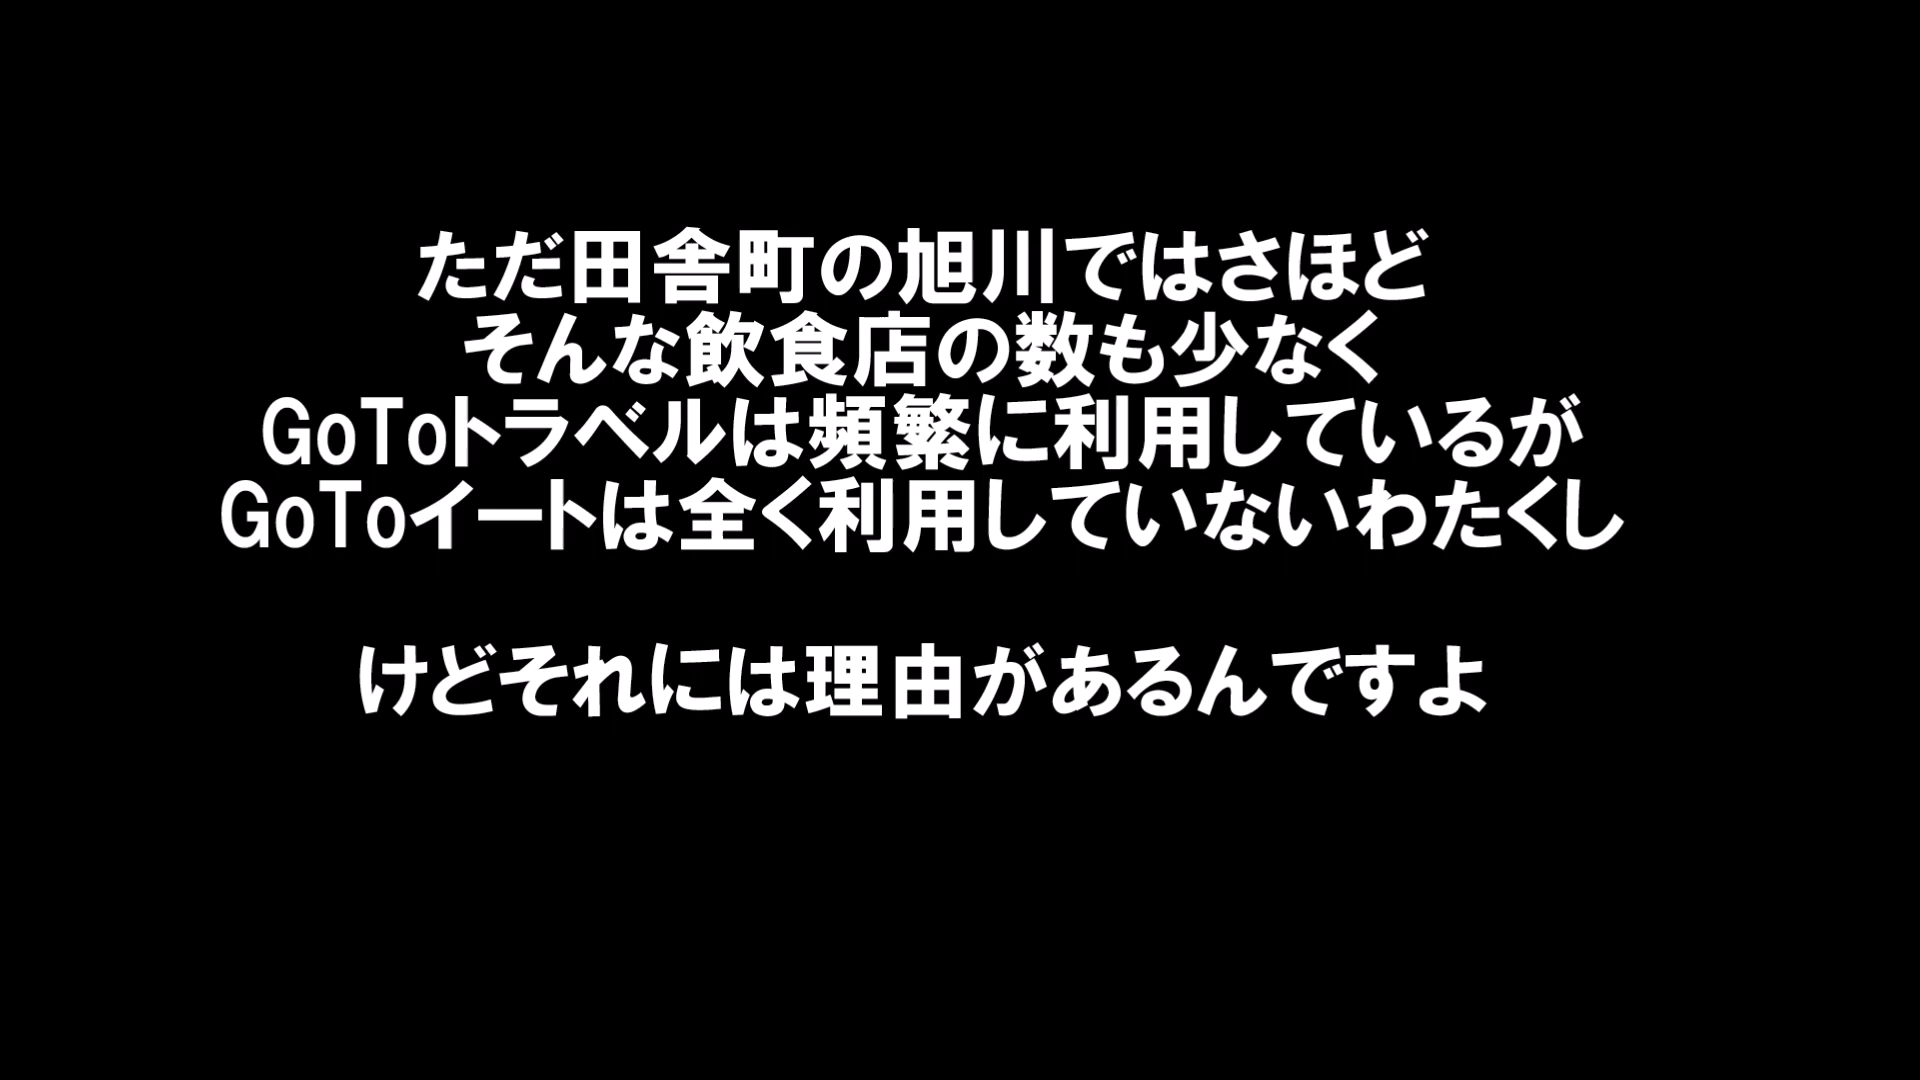 ただ田舎町の旭川ではさほど
そんな飲食店の数も少なく
GoToトラベルは頻繁に利用しているが
GoToイートは全く利用していないわたくし
けどそれには理由があるんですよ